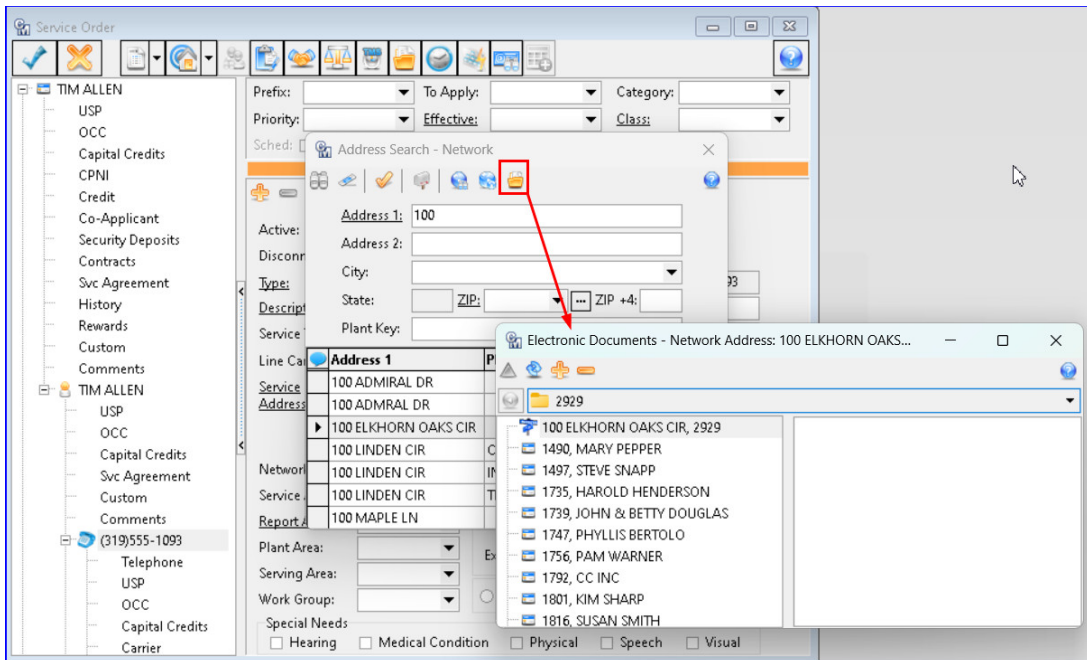 Service Order
TIM ALLEN
USP
OCC
Capital Credits
CPNI
Credit
Co-Applicant
Security Deposits
Contracts
Svc Agreement
History
Rewards
Custom
Comments
TIM ALLEN
USP
OCC
Capital Credits
Svc Agreement
Custom
Comments
(319)555-1093
Telephone
USP
OCC
Capital Credits
Carrier
Prefix: To Apply: Category:
Priority: Effective: Class:
Sched:
Active:
Disconn
Type: 93
Descript
Service
Line Ca
Service
Address
Network
Service
Report A
Plant Area:
Serving Area:
Work Group:
Special Needs
Hearing Medical Condition Physical Speech Visual
Address Search - Network
Address 1: 100
Address 2:
City:
State: ZIP: ... ZIP +4:
Plant Key:
Address 1
100 ADMIRAL DR
100 ADMRAL DR
100 ELKHORN OAKS CIR
100 LINDEN CIR
100 LINDEN CIR
100 LINDEN CIR
100 MAPLE LN
Electronic Documents - Network Address: 100 ELKHORN OAKS...
2929
100 ELKHORN OAKS CIR, 2929
1490, MARY PEPPER
1497, STEVE SNAPP
1735, HAROLD HENDERSON
1739, JOHN & BETTY DOUGLAS
1747, PHYLLIS BERTOLO
1756, PAM WARNER
1792, CC INC
1801, KIM SHARP
1816, SUSAN SMITH